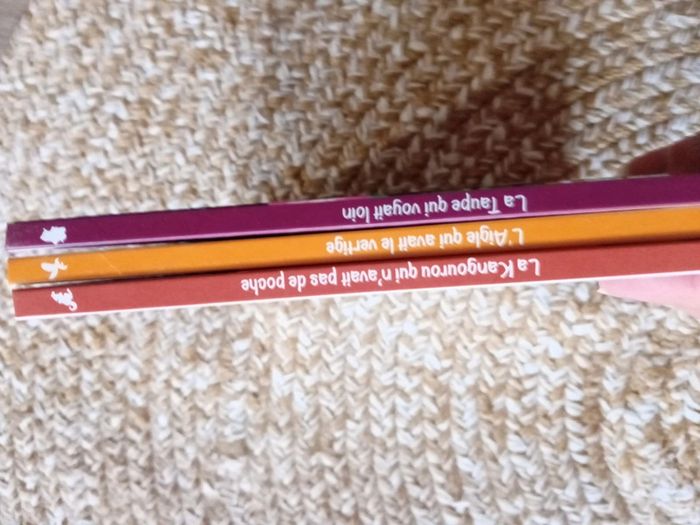 La Kangourou qui n'avait pas de poche
L'Aigle qui avait le vertige
La Taupe qui voyait loin